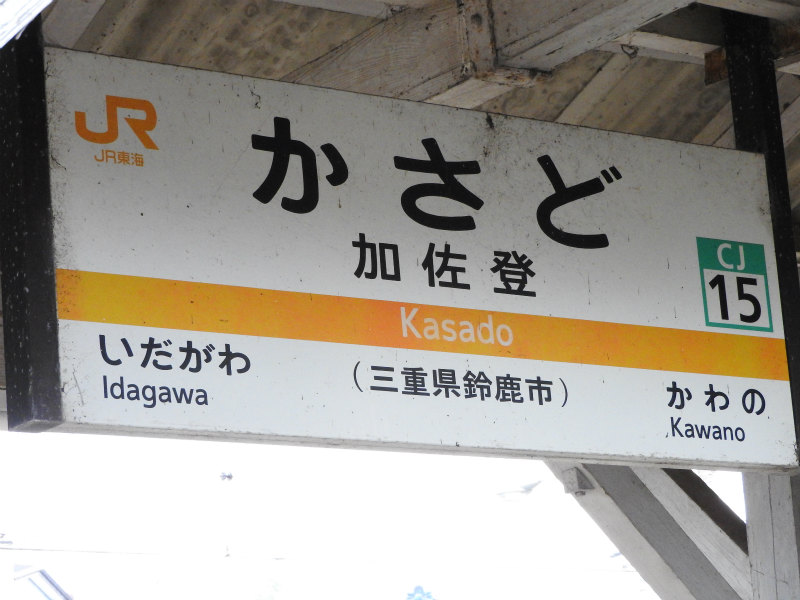 JR
JR東海
かさど
加佐登
CJ
15
Kasado
いだがわ
Idagawa
(三重県鈴鹿市)
かわの
Kawano